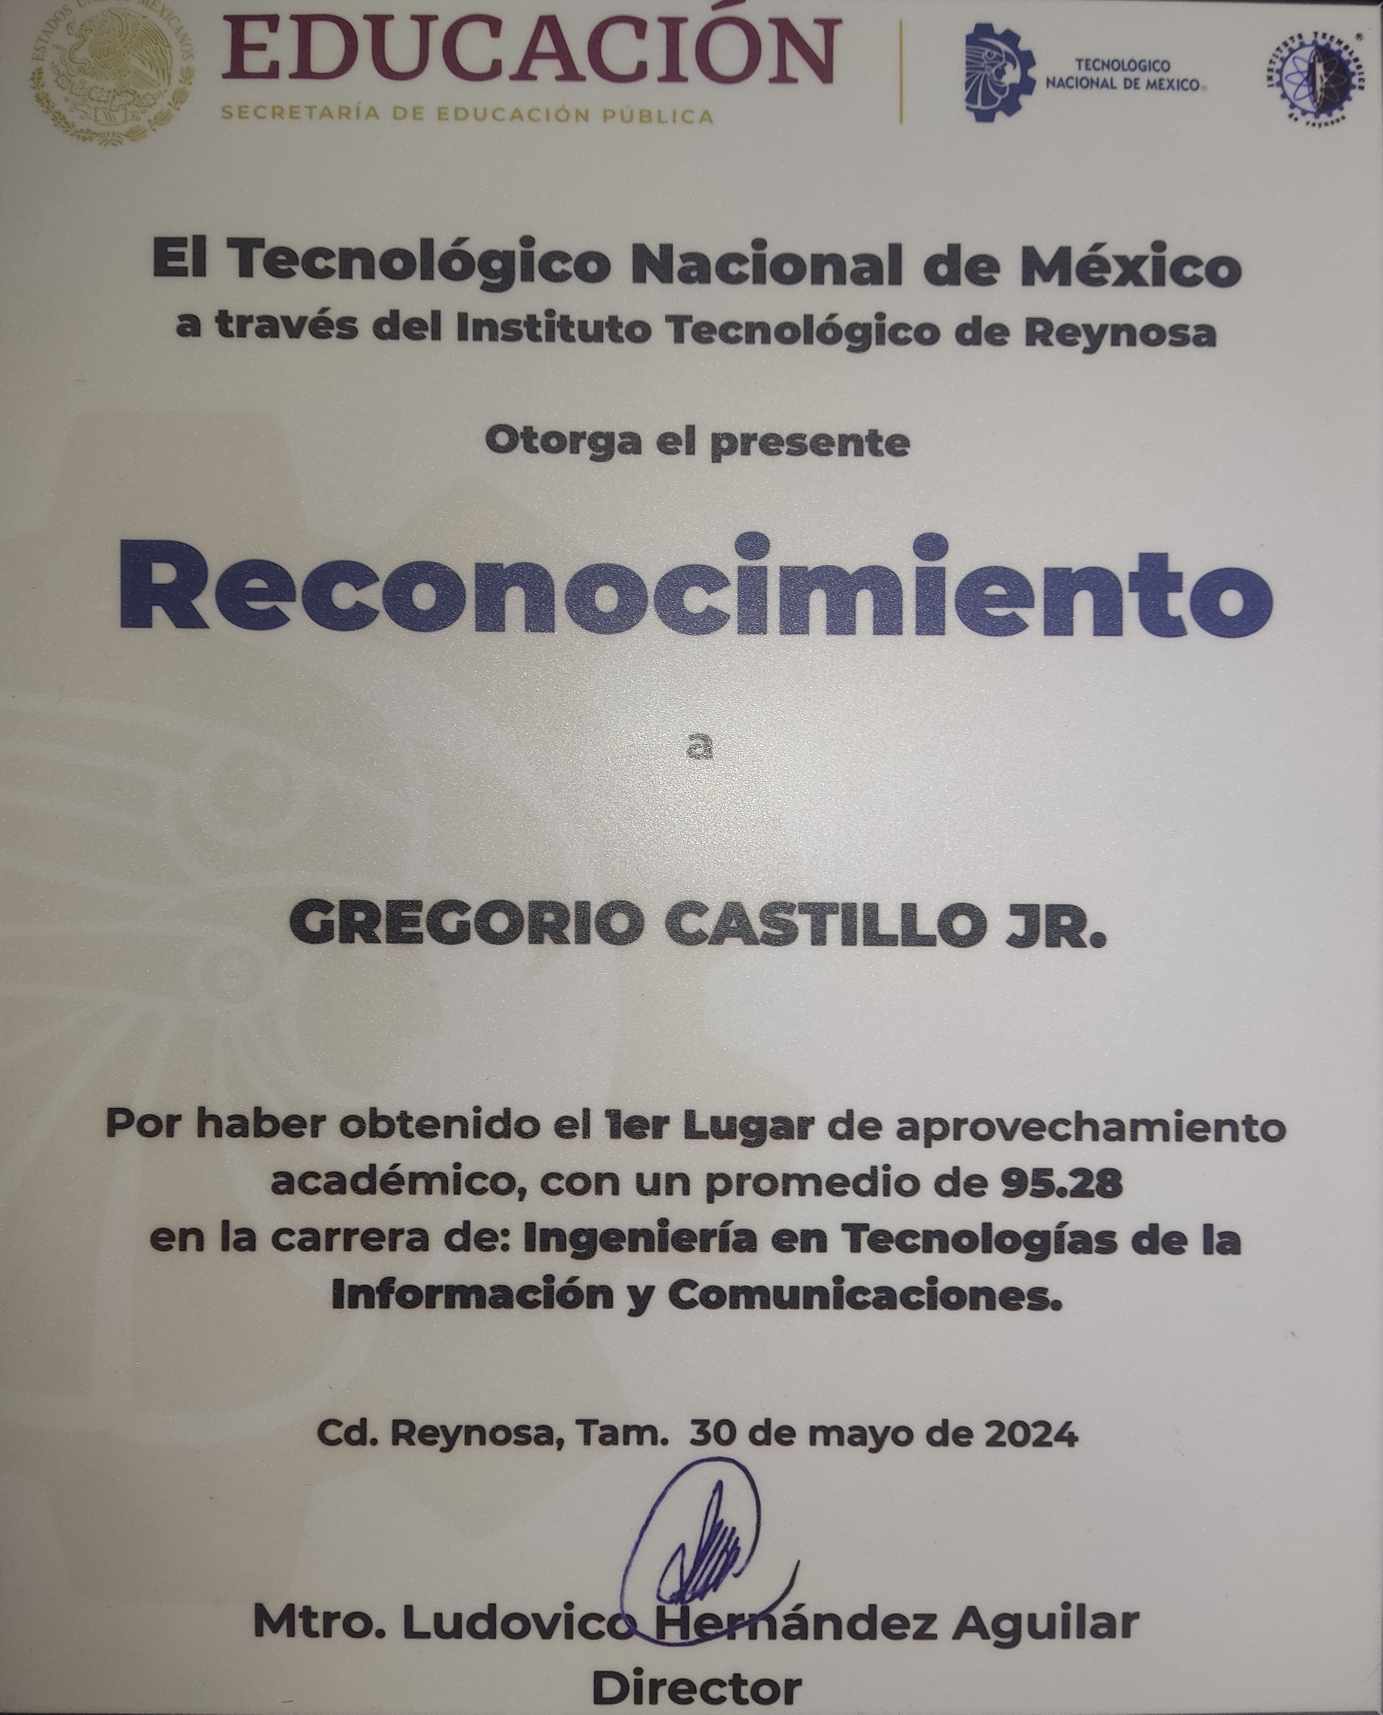 ESTADOS UNIDOS MEXICANOS
EDUCACIÓN
SECRETARÍA DE EDUCACIÓN PÚBLICA
TECNOLÓGICO
NACIONAL DE MÉXICO®
INSTITUTO TECNOLÓGICO ®
de reynosa
El Tecnológico Nacional de México
a través del Instituto Tecnológico de Reynosa
Otorga el presente
Reconocimiento
a
GREGORIO CASTILLO JR.
Por haber obtenido el 1er Lugar de aprovechamiento
académico, con un promedio de 95.28
en la carrera de: Ingeniería en Tecnologías de la
Información y Comunicaciones.
Cd. Reynosa, Tam. 30 de mayo de 2024
Mtro. Ludovico Hernández Aguilar
Director